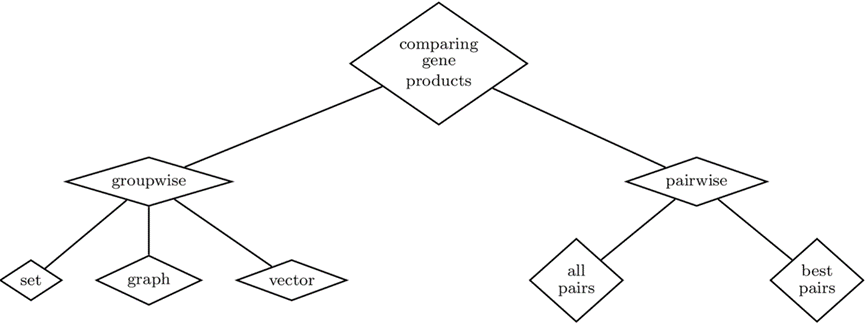 comparing
gene
products
groupwise
pairwise
set
graph
vector
all
pairs
best
pairs